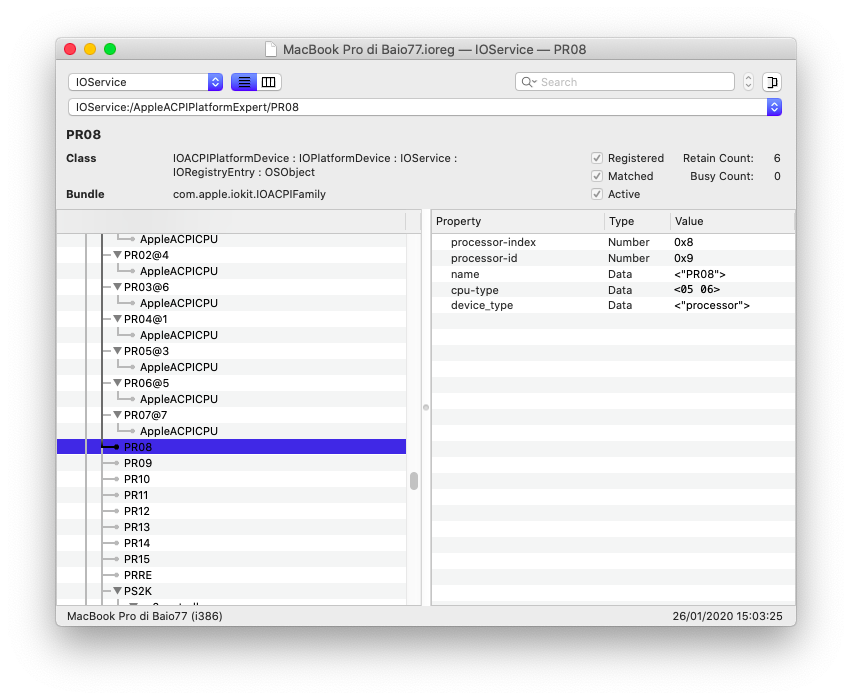 MacBook Pro di Baio77.ioreg — IOService — PR08
IOService
Search
IOService:/AppleACPIPlatformExpert/PR08
PR08
Class IOACPIPlatformDevice : IOPlatformDevice : IOService :
IORegistryEntry : OSObject
Bundle com.apple.iokit.IOACPIFamily
Registered Retain Count: 6
Matched Busy Count: 0
Active
AppleACPICPU
PR02@4
AppleACPICPU
PR03@6
AppleACPICPU
PR04@1
AppleACPICPU
PR05@3
AppleACPICPU
PR06@5
AppleACPICPU
PR07@7
AppleACPICPU
PR08
PR09
PR10
PR11
PR12
PR13
PR14
PR15
PRRE
PS2K
Property Type Value
processor-index Number 0x8
processor-id Number 0x9
name Data <"PR08">
cpu-type Data <05 06>
device_type Data <"processor">
MacBook Pro di Baio77 (i386) 26/01/2020 15:03:25